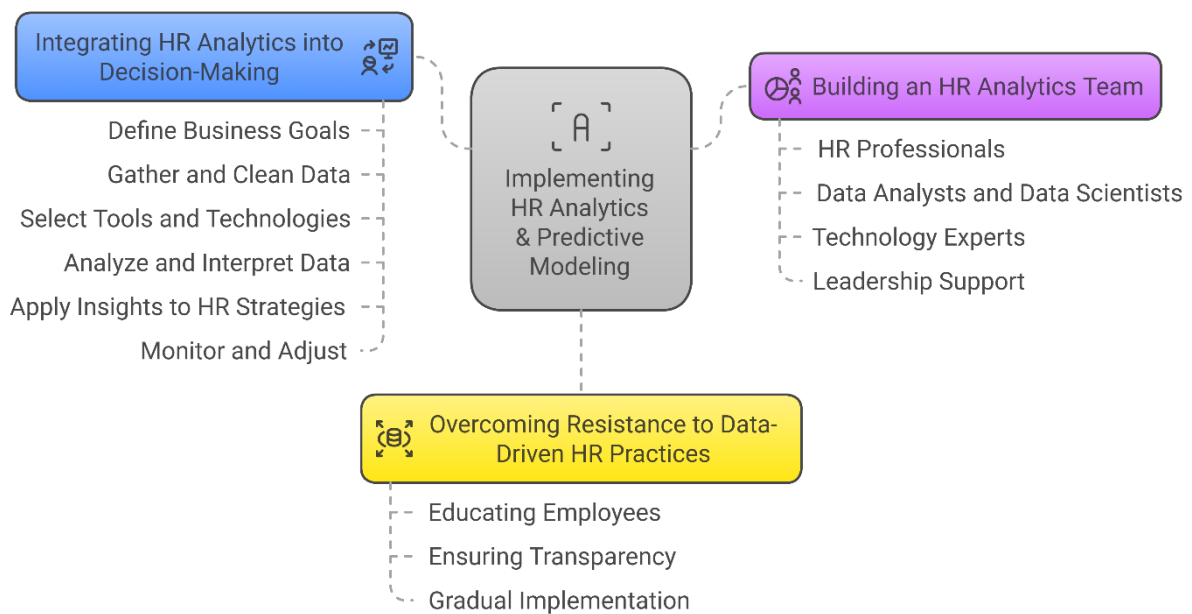 Integrating HR Analytics into
Decision-Making
Define Business Goals
Gather and Clean Data
Select Tools and Technologies
Analyze and Interpret Data
Apply Insights to HR Strategies
Monitor and Adjust
Implementing
HR Analytics
& Predictive
Modeling
Building an HR Analytics Team
HR Professionals
Data Analysts and Data Scientists
Technology Experts
Leadership Support
Overcoming Resistance to Data-
Driven HR Practices
Educating Employees
Ensuring Transparency
Gradual Implementation